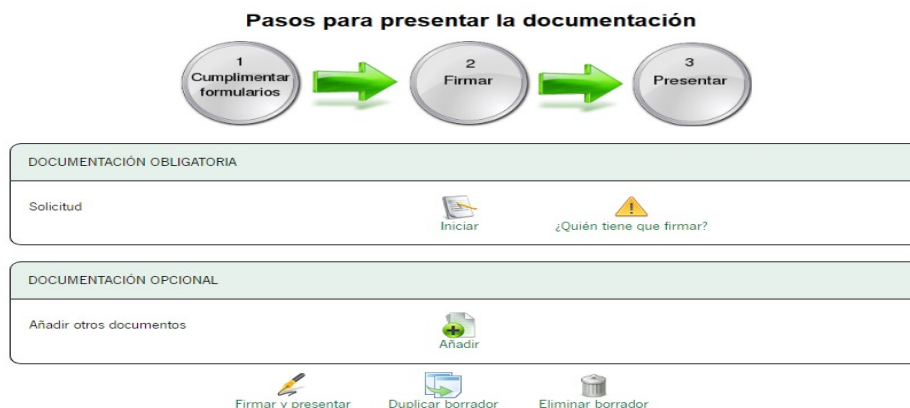 Pasos para presentar la documentación
1
Cumplimentar
formularios
2
Firmar
3
Presentar
DOCUMENTACIÓN OBLIGATORIA
Solicitud
Iniciar
¿Quién tiene que firmar?
DOCUMENTACIÓN OPCIONAL
Añadir otros documentos
Añadir
Firmar y presentar
Duplicar borrador
Eliminar borrador